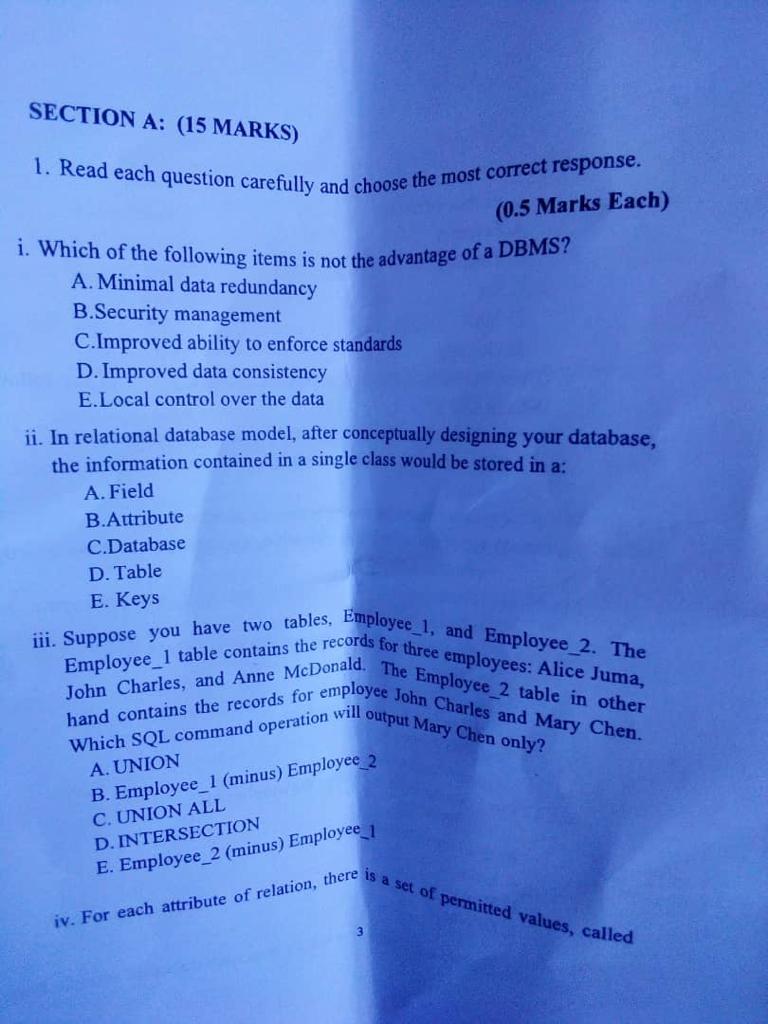 SECTION A: (15 MARKS)
1. Read each question carefully and choose the most correct response.
(0.5 Marks Each)
i. Which of the following items is not the advantage of a DBMS?
A. Minimal data redundancy
B.Security management
C.Improved ability to enforce standards
D. Improved data consistency
E.Local control over the data
ii. In relational database model, after conceptually designing your database,
the information contained in a single class would be stored in a:
A. Field
B.Attribute
C.Database
D. Table
E. Keys
iii. Suppose you have two tables, Employee_1, and Employee_2. The
Employee_1 table contains the records for three employees: Alice Juma,
John Charles, and Anne McDonald. The Employee_2 table in other
hand contains the records for employee John Charles and Mary Chen.
Which SQL command operation will output Mary Chen only?
A. UNION
B. Employee_1 (minus) Employee_2
C. UNION ALL
D. INTERSECTION
E. Employee_2 (minus) Employee_1
iv. For each attribute of relation, there is a set of permitted values, called
3